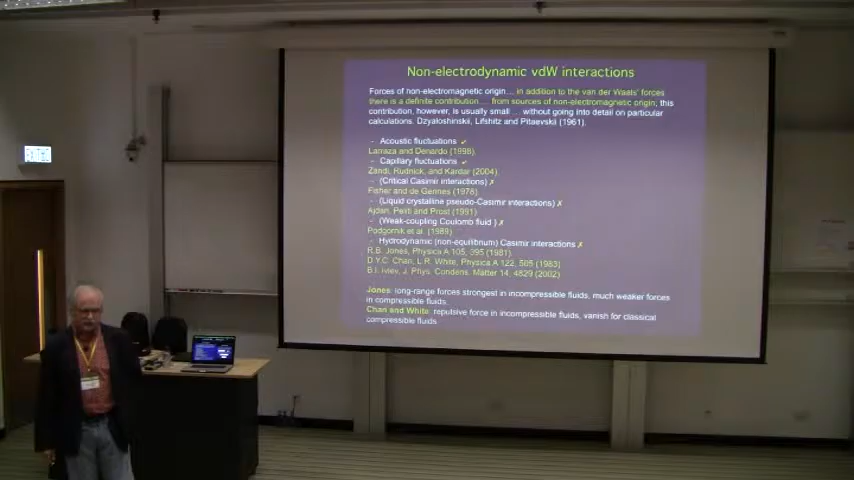 Non-electrodynamic vdW interactions
Forces of non-electromagnetic origin... in addition to the van der Waals' forces
there is a definite contribution.... from sources of non-electromagnetic origin; this
contribution, however, is usually small ... without going into detail on particular
calculations. Dzyaloshinski, Lifshitz and Pitaevskii (1961).
- Acoustic fluctuations ✓
Larraza and Denardo (1998).
- Capillary fluctuations ✓
Zandi, Rudnick, and Kardar (2004).
- (Critical Casimir interactions) ✗
Fisher and de Gennes (1978).
- (Liquid crystalline pseudo-Casimir interactions) ✗
Ajdari, Peliti and Prost (1991)
- (Weak-coupling Coulomb fluid ) ✗
Podgornik et al. (1989)
- Hydrodynamic (non-equilibrium) Casimir interactions ✗
R.B. Jones, Physica A 105, 395 (1981).
D.Y.C. Chan, L.R. White, Physica A 122, 505 (1983)
B.I. Ivlev, J. Phys. Condens. Matter 14, 4829 (2002)
Jones: long-range forces strongest in incompressible fluids, much weaker forces
in compressible fluids.
Chan and White: repulsive force in incompressible fluids, vanish for classical
compressible fluids.